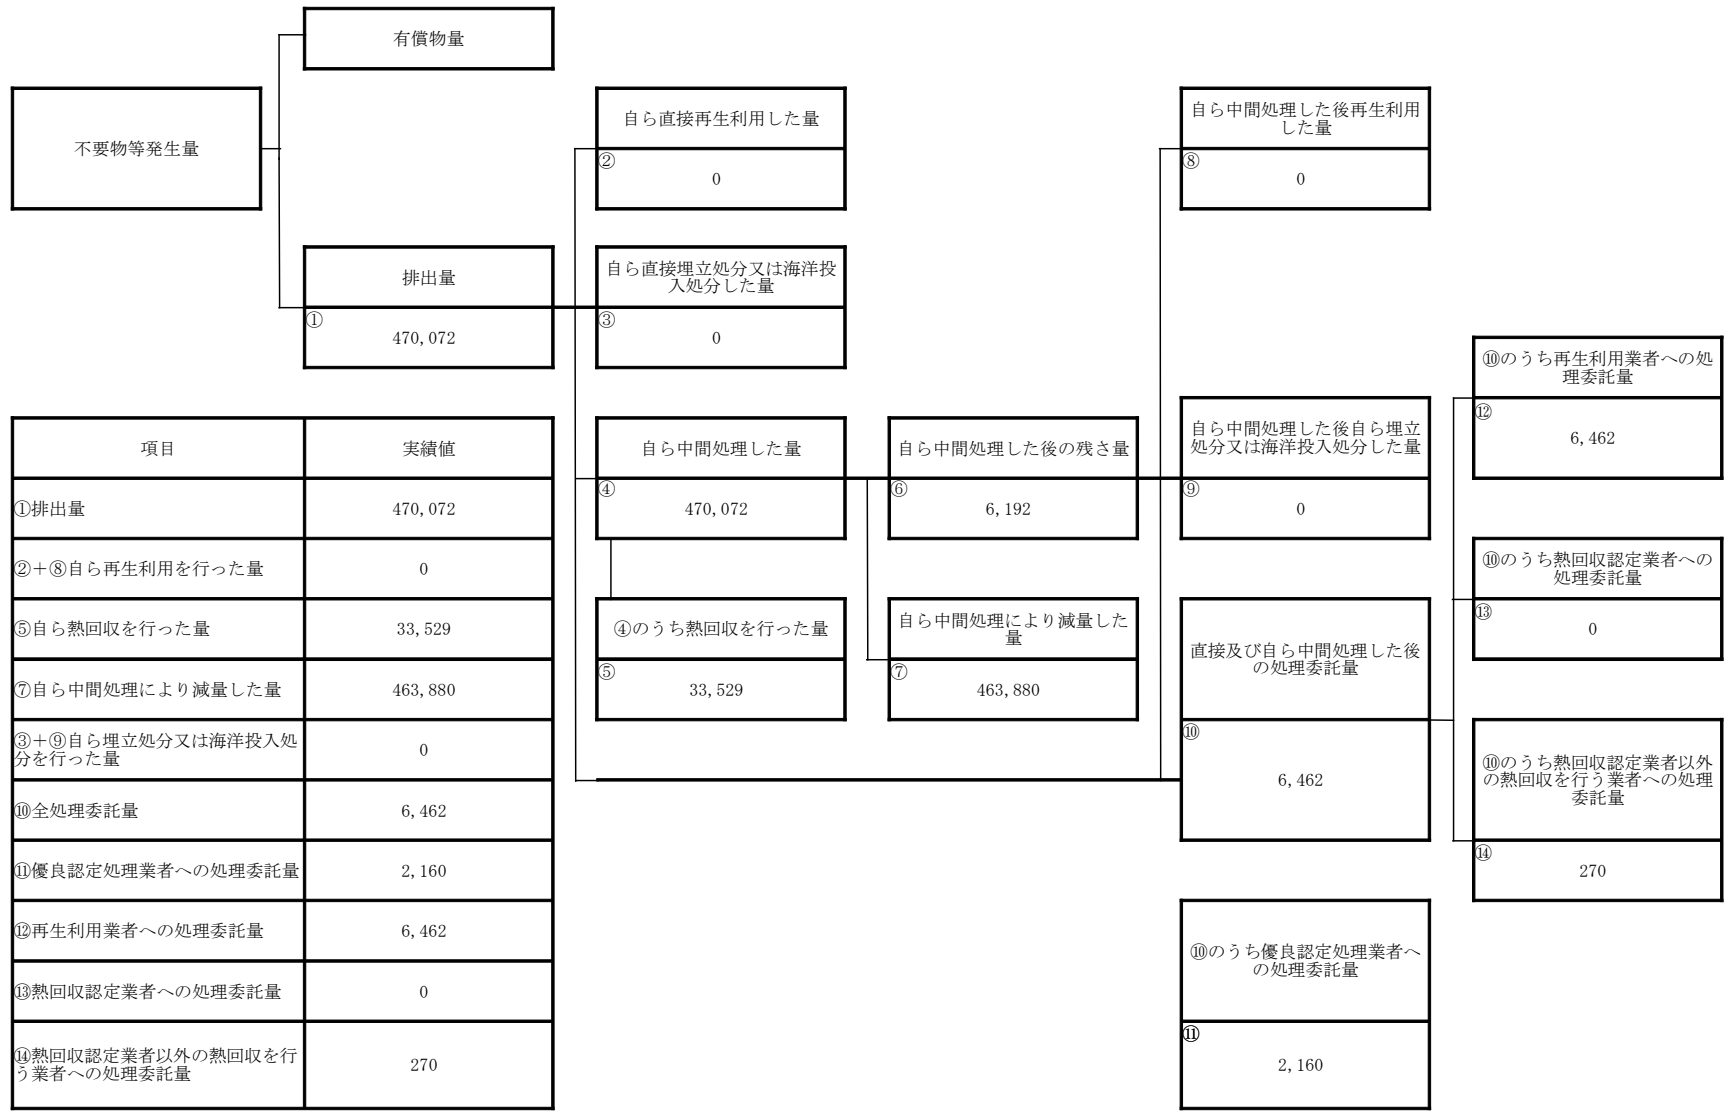 有償物量
不要物等発生量
自ら直接再生利用した量
②
0
自ら中間処理した後再生利用
した量
⑧
0
排出量
①
470,072
自ら直接埋立処分又は海洋投
入処分した量
③
0
⑩のうち再生利用業者への処
理委託量
⑫
6,462
項目
実績値
①排出量
470,072
②+⑧自ら再生利用を行った量
0
⑤自ら熱回収を行った量
33,529
⑦自ら中間処理により減量した量
463,880
③+⑨自ら埋立処分又は海洋投入処
分を行った量
0
⑩全処理委託量
6,462
⑪優良認定処理業者への処理委託量
2,160
⑫再生利用業者への処理委託量
6,462
⑬熱回収認定業者への処理委託量
0
⑭熱回収認定業者以外の熱回収を行
う業者への処理委託量
270
自ら中間処理した量
④
470,072
自ら中間処理した後の残さ量
⑥
6,192
自ら中間処理した後自ら埋立
処分又は海洋投入処分した量
⑨
0
⑩のうち熱回収認定業者への
処理委託量
⑬
0
④のうち熱回収を行った量
⑤
33,529
自ら中間処理により減量した
量
⑦
463,880
直接及び自ら中間処理した後
の処理委託量
⑩
6,462
⑩のうち熱回収認定業者以外
の熱回収を行う業者への処理
委託量
⑭
270
⑩のうち優良認定処理業者へ
の処理委託量
⑪
2,160